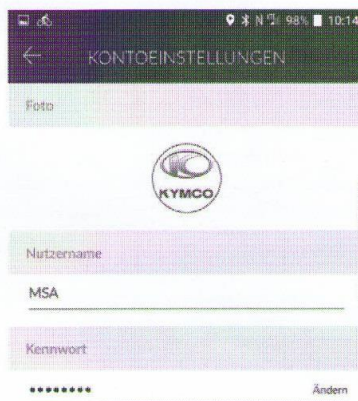 98% 10:14
KONTOEINSTELLUNGEN
Foto
KYMCO
Nutzername
MSA
Kennwort
•••••••• Ändern